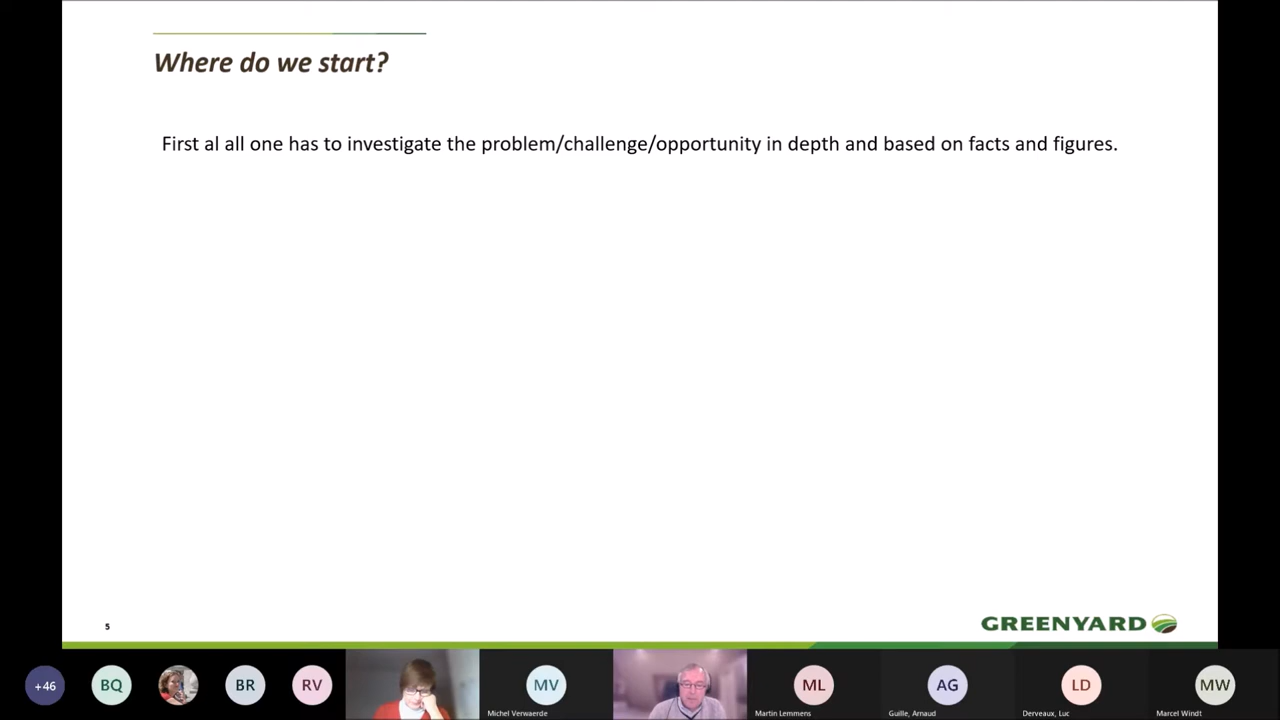 Where do we start?
First al all one has to investigate the problem/challenge/opportunity in depth and based on facts and figures.
5
GREENYARD
+46
BQ
BR
RV
MV
Michel Verwaerde
ML
Martin Lemmens
AG
Guille, Arnaud
LD
Derveaux, Luc
MW
Marcel Windt